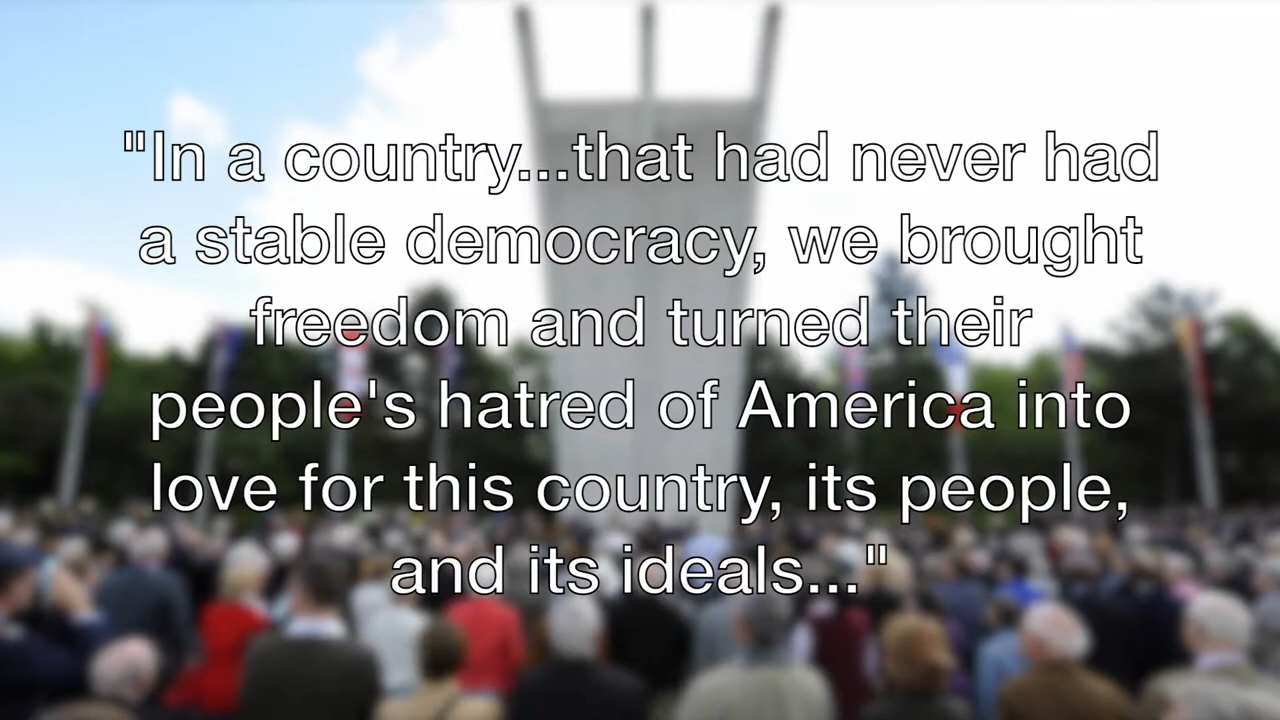 "In a country...that had never had
a stable democracy, we brought
freedom and turned their
people's hatred of America into
love for this country, its people,
and its ideals..."